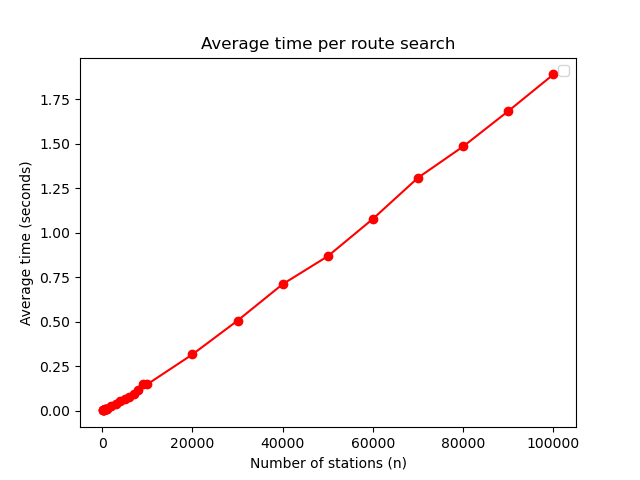 Average time per route search
Average time (seconds)
1.75
1.50
1.25
1.00
0.75
0.50
0.25
0.00
0 20000 40000 60000 80000 100000
Number of stations (n)